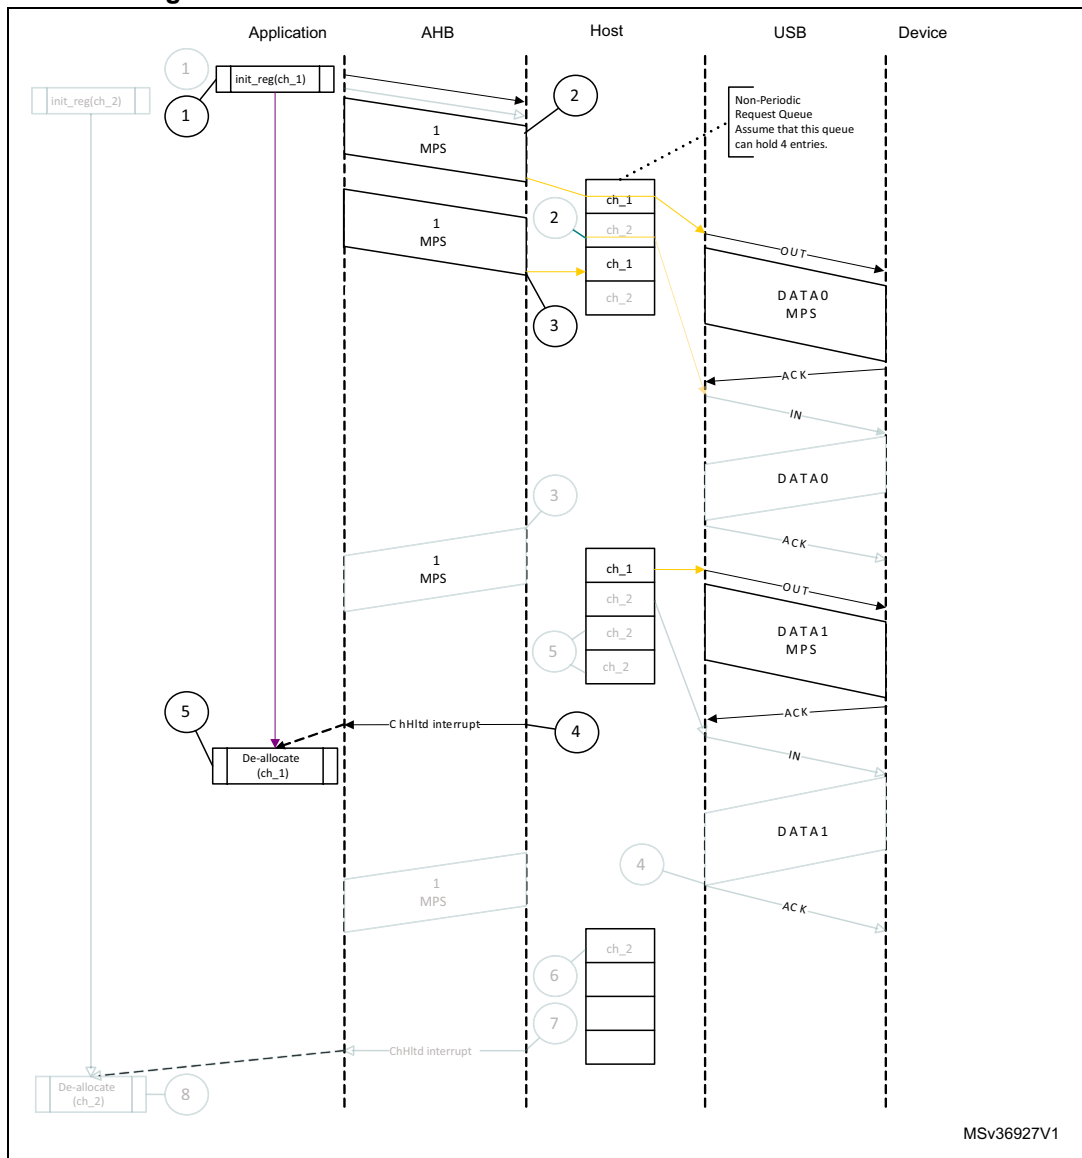 Application AHB Host USB Device
1
init_reg(ch_1)
init_reg(ch_2)
1
2
Non-Periodic
Request Queue
Assume that this queue
can hold 4 entries.
1
MPS
ch_1
2
ch_2
1
MPS
OUT
ch_1
ch_2
DATA0
MPS
3
ACK
IN
DATA0
3
ACK
1
MPS
ch_1
OUT
ch_2
ch_2
DATA1
MPS
5
ch_2
5
ACK
ChHltd interrupt
4
De-allocate
(ch_1)
IN
DATA1
4
1
MPS
ACK
ch_2
6
7
ChHltd interrupt
De-allocate
(ch_2)
8
MSv36927V1